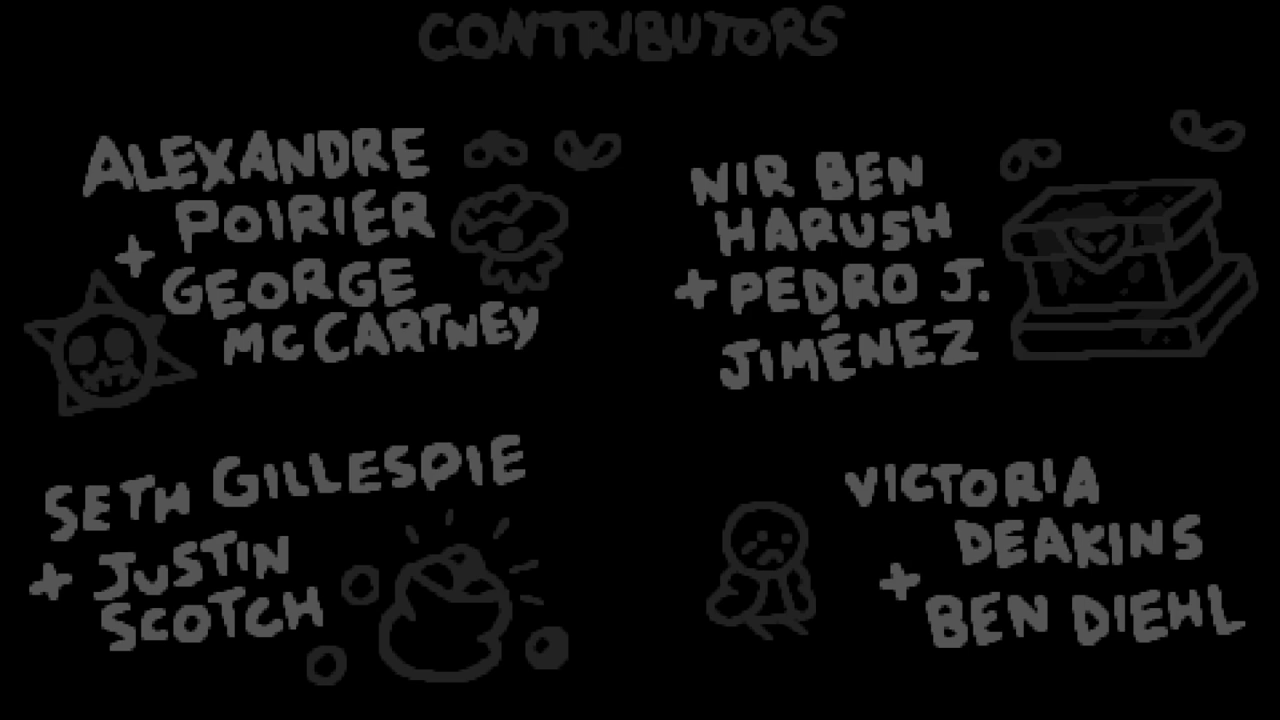 CONTRIBUTORS
ALEXANDRE
POIRIER
+ GEORGE
McCARTNEY
NIR BEN
HARUSH
+ PEDRO J.
JIMÉNEZ
SETH GILLESPIE
+ JUSTIN
SCOTCH
VICTORIA
DEAKINS
+ BEN DIEHL